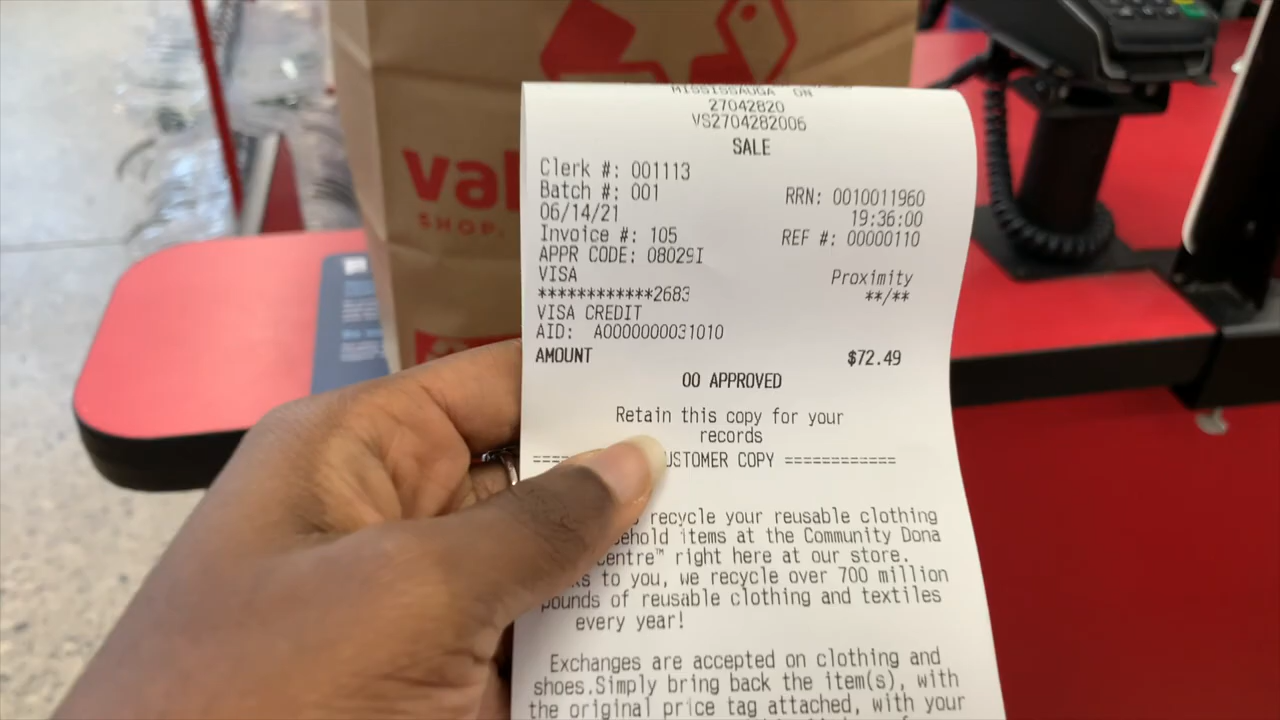 val
SHOP.
MISSISSAUGA ON
27042820
VS2704282006
SALE
Clerk #: 001113
Batch #: 001 RRN: 0010011960
06/14/21 19:36:00
Invoice #: 105 REF #: 00000110
APPR CODE: 08029I
VISA Proximity
************2683 **/**
VISA CREDIT
AID: A0000000031010
AMOUNT $72.49
00 APPROVED
Retain this copy for your
records
==== USTOMER COPY ============
recycle your reusable clothing
ehold items at the Community Dona
entre™ right here at our store.
ks to you, we recycle over 700 million
pounds of reusable clothing and textiles
every year!
Exchanges are accepted on clothing and
shoes.Simply bring back the item(s), with
the original price tag attached, with your